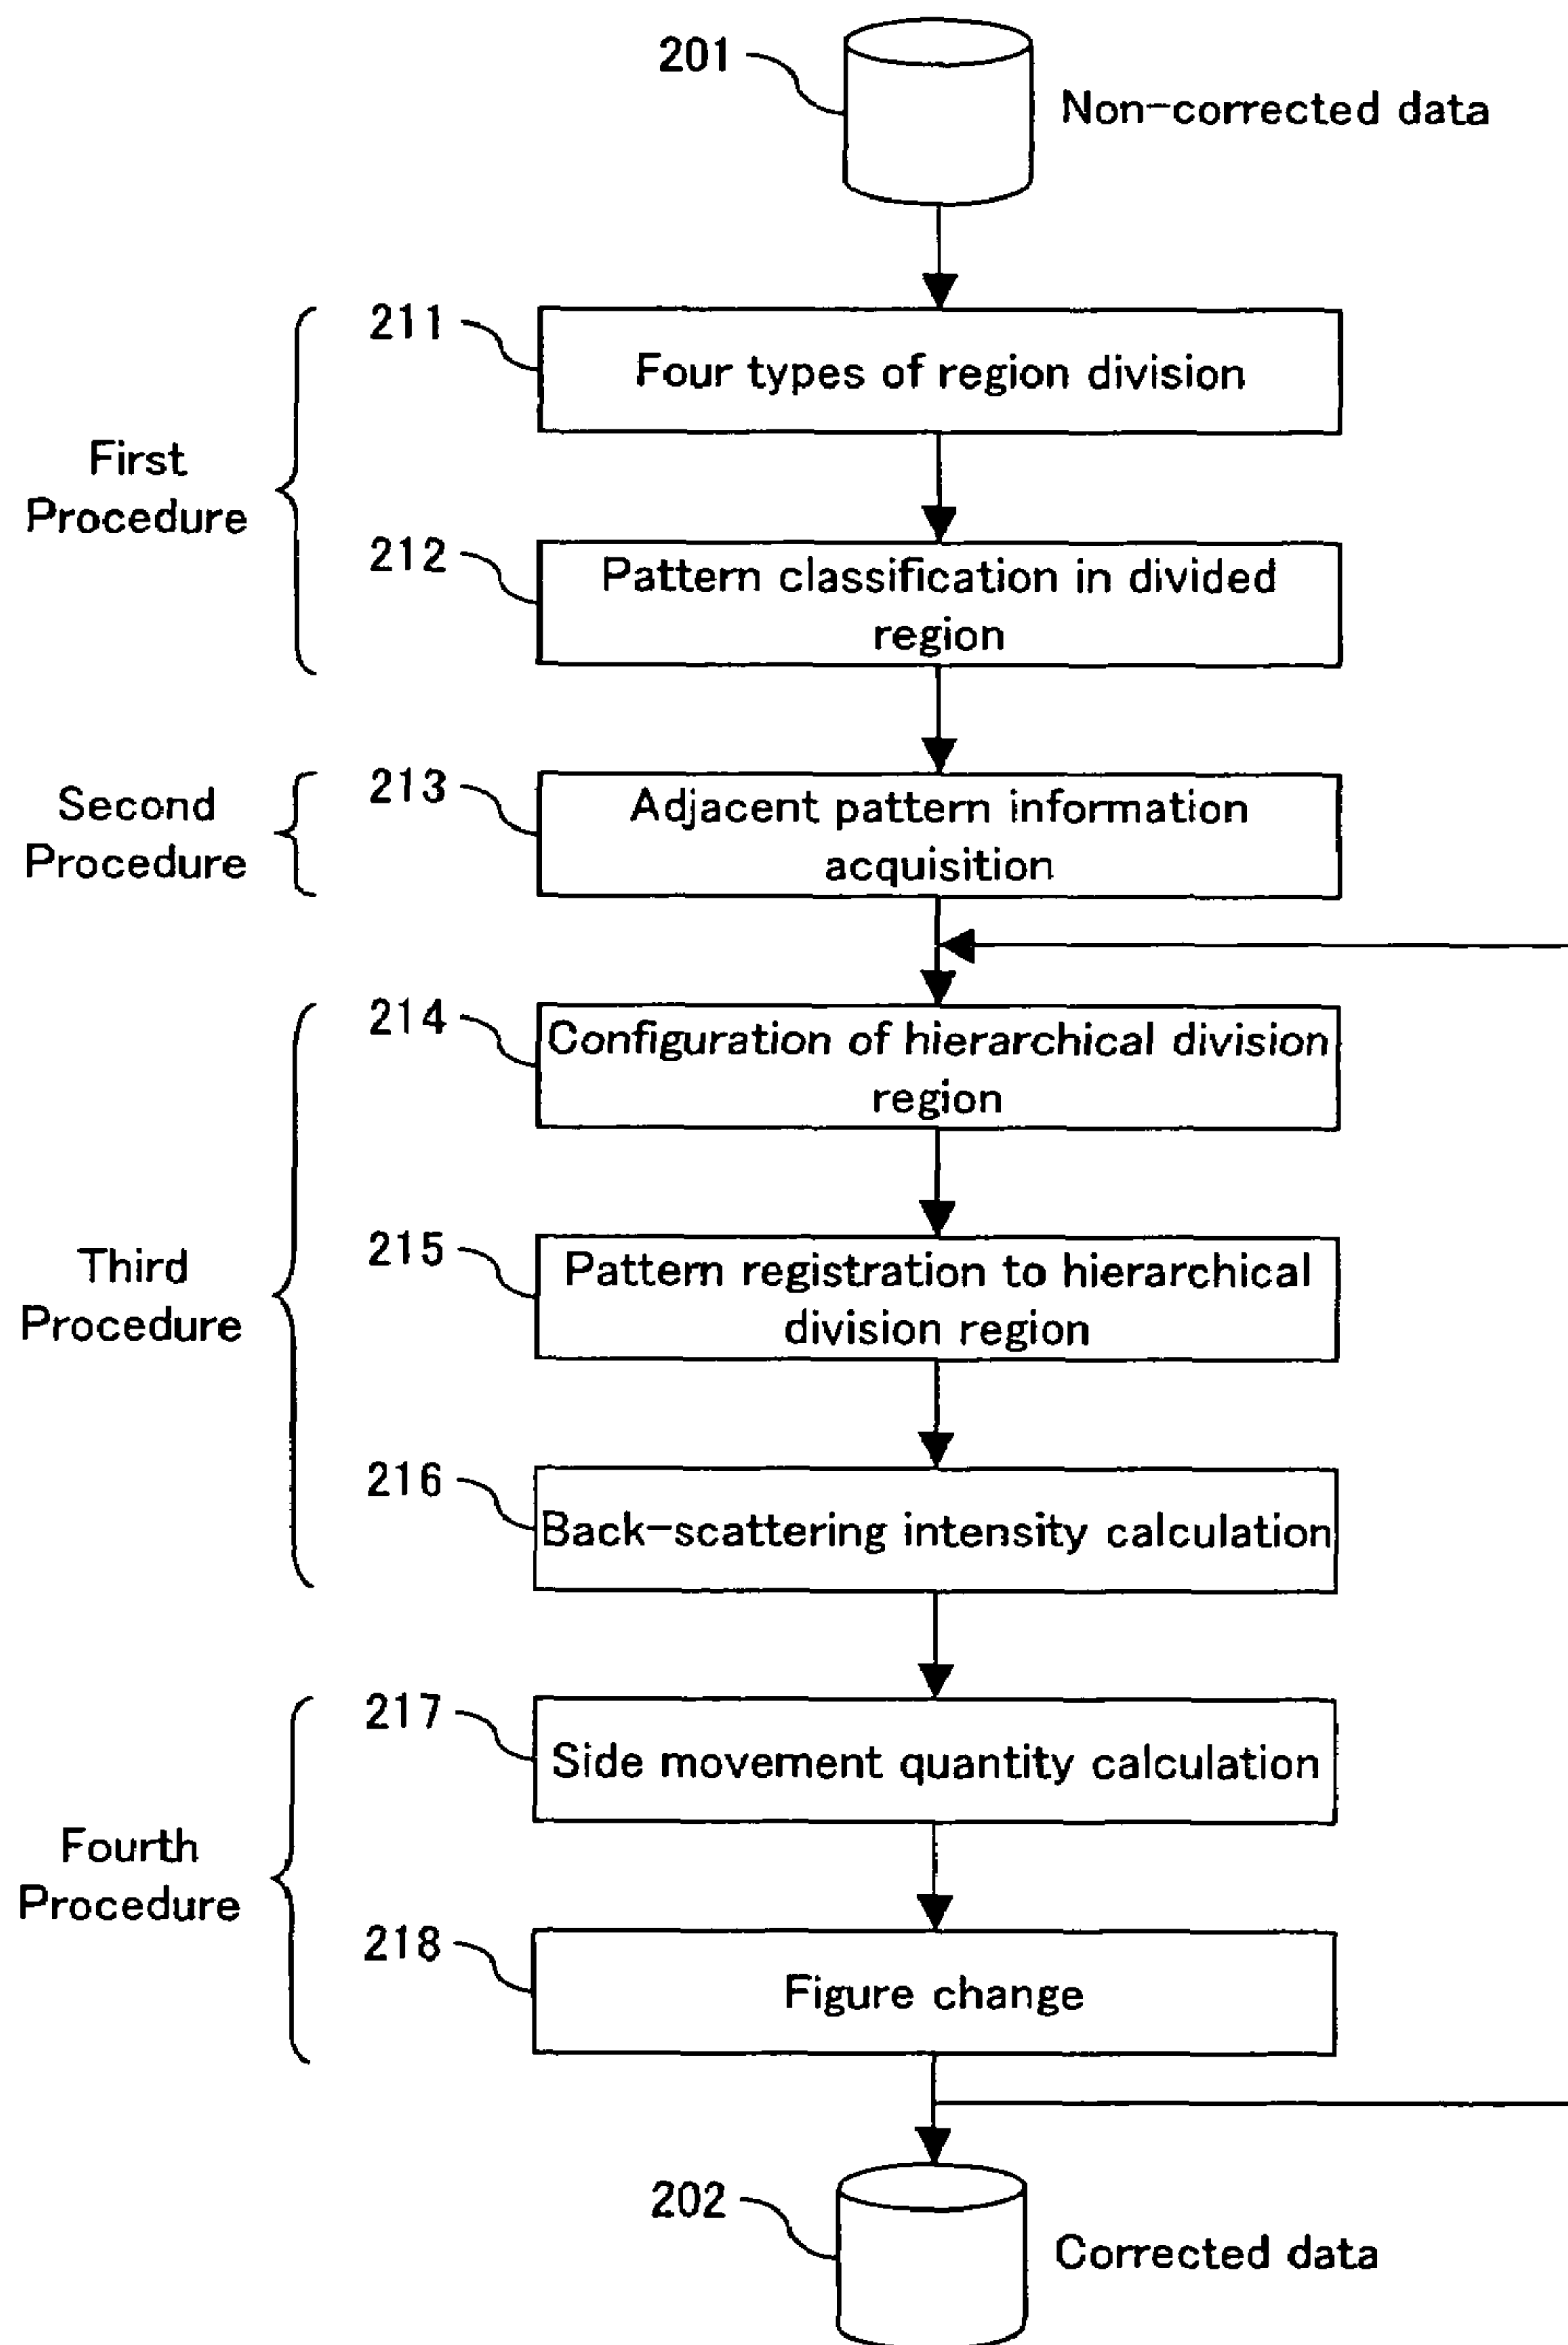 201
Non-corrected data
211
Four types of region division
First
Procedure
212
Pattern classification in divided
region
Second
Procedure
213
Adjacent pattern information
acquisition
214
Configuration of hierarchical division
region
Third
Procedure
215
Pattern registration to hierarchical
division region
216
Back-scattering intensity calculation
217
Side movement quantity calculation
Fourth
Procedure
218
Figure change
202
Corrected data